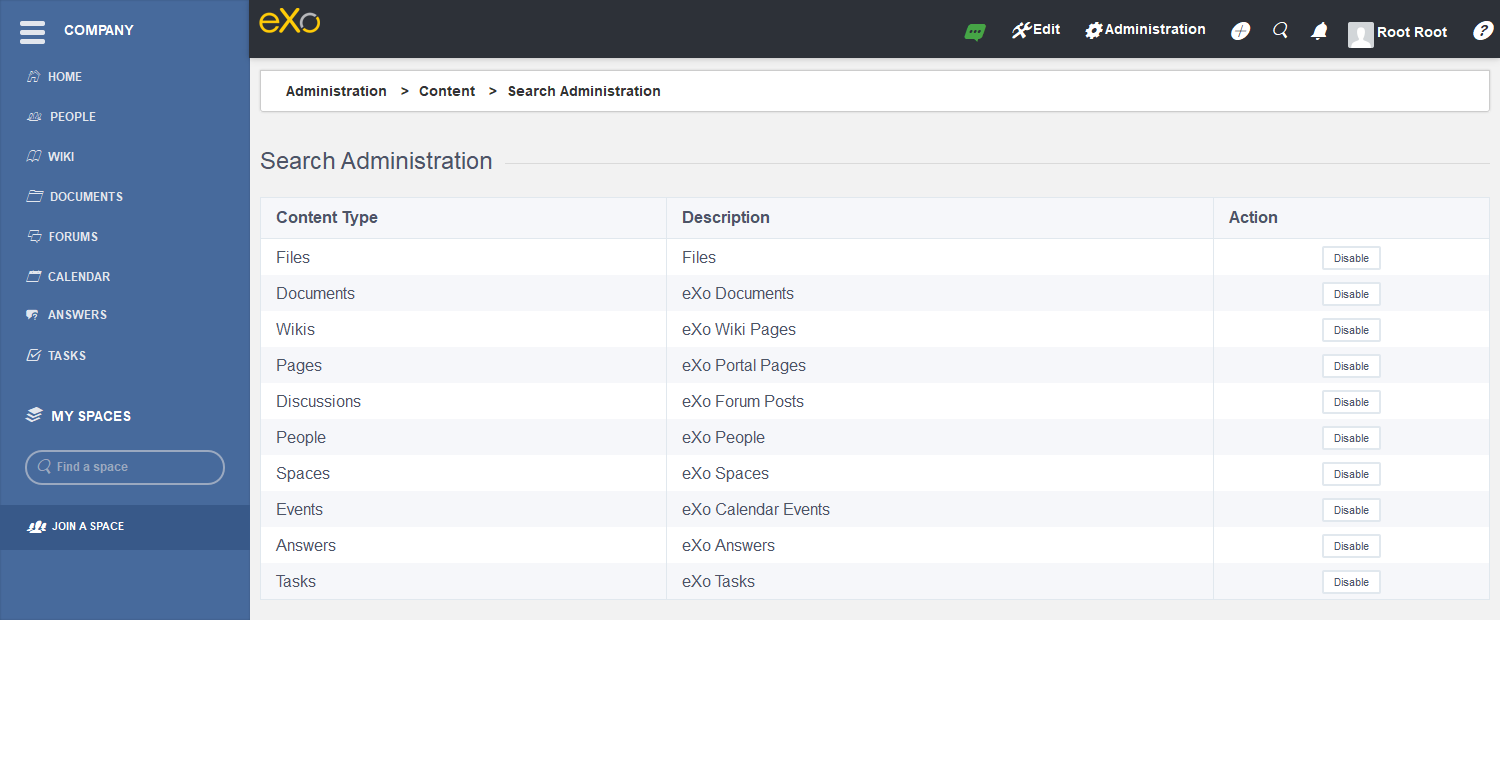 COMPANY
HOME
PEOPLE
WIKI
DOCUMENTS
FORUMS
CALENDAR
ANSWERS
TASKS
MY SPACES
Find a space
JOIN A SPACE
eXo
Edit Administration Root Root ?
Administration > Content > Search Administration
Search Administration
Content Type Description Action
Files Files Disable
Documents eXo Documents Disable
Wikis eXo Wiki Pages Disable
Pages eXo Portal Pages Disable
Discussions eXo Forum Posts Disable
People eXo People Disable
Spaces eXo Spaces Disable
Events eXo Calendar Events Disable
Answers eXo Answers Disable
Tasks eXo Tasks Disable